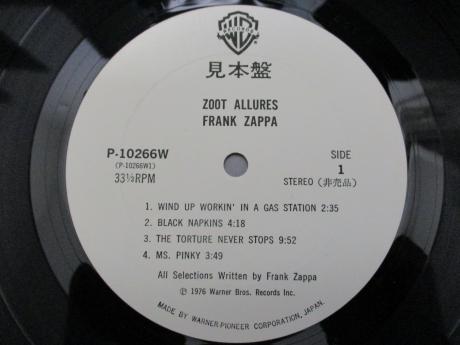 WB
RECORDS
見本盤
ZOOT ALLURES
FRANK ZAPPA
P-10266W
(P-10266W1)
33⅓RPM
SIDE
1
STEREO (非売品)
1. WIND UP WORKIN' IN A GAS STATION 2:35
2. BLACK NAPKINS 4:18
3. THE TORTURE NEVER STOPS 9:52
4. MS. PINKY 3:49
All Selections Written by Frank Zappa
Ⓟ 1976 Warner Bros. Records Inc.
MADE BY WARNER-PIONEER CORPORATION, JAPAN.